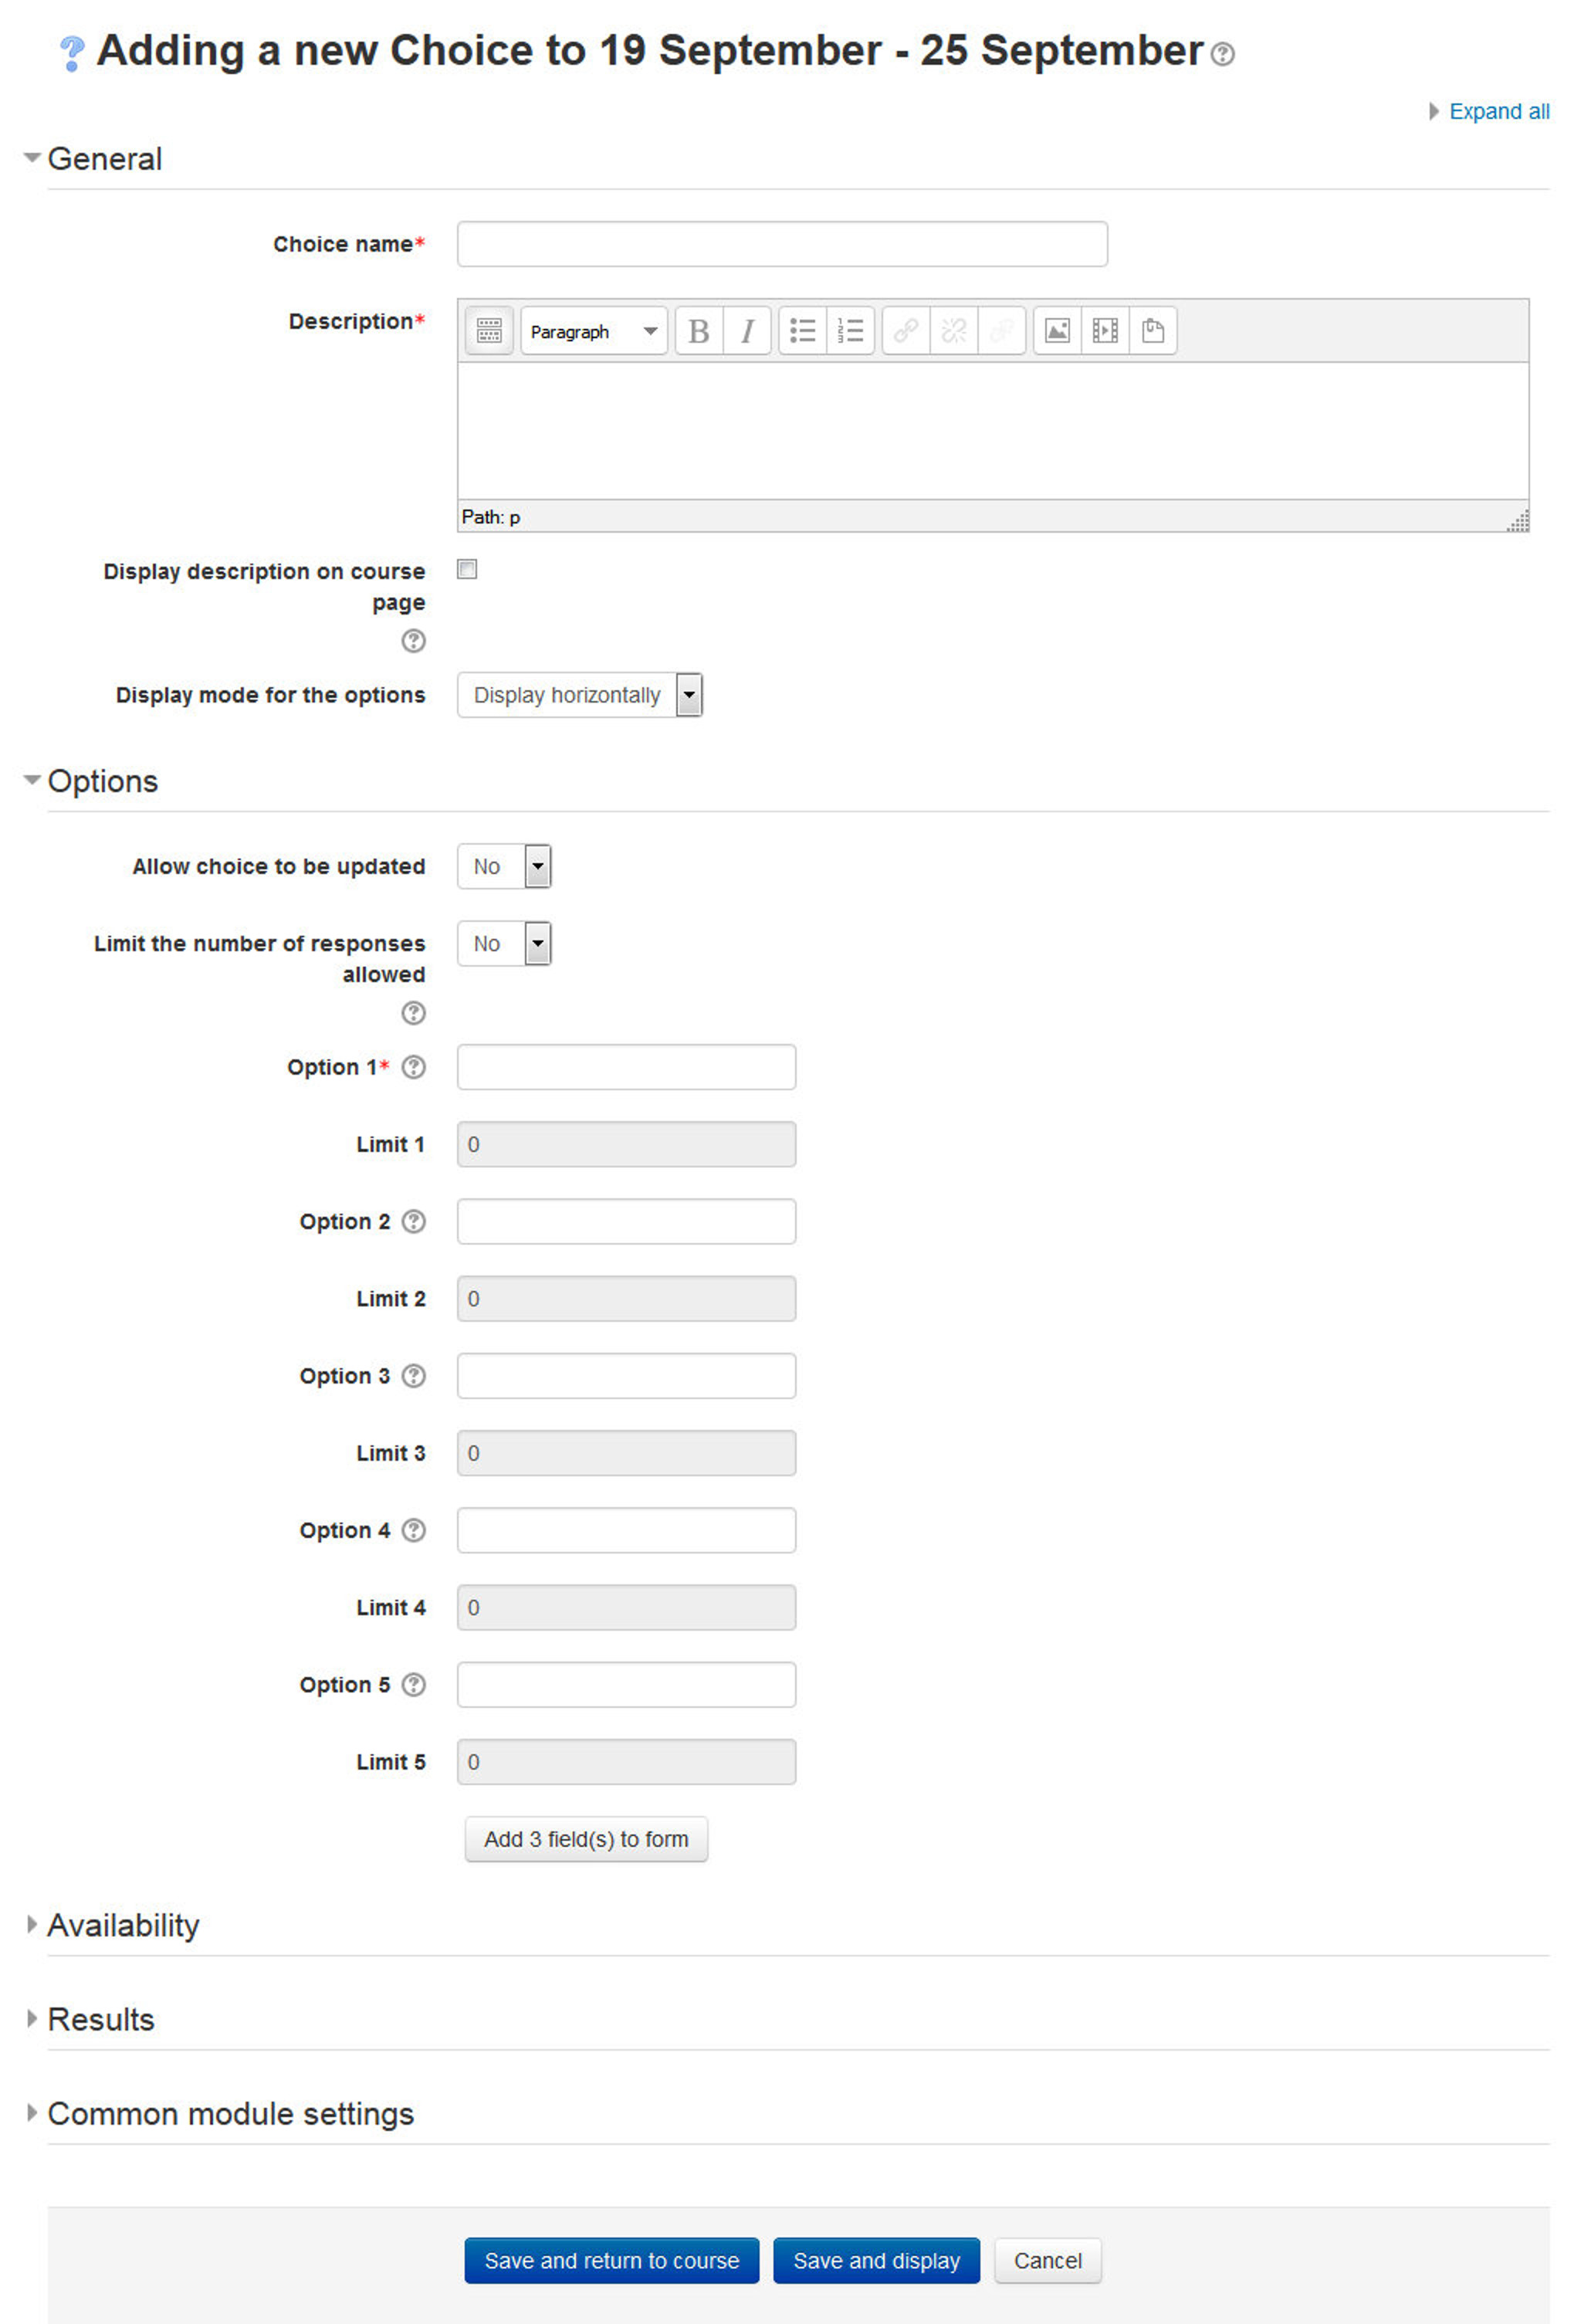 Adding a new Choice to 19 September - 25 September
Expand all
General
Choice name*
Description*
Paragraph
B I
Path: p
Display description on course
page
Display mode for the options
Display horizontally
Options
Allow choice to be updated
No
Limit the number of responses
allowed
No
Option 1*
Limit 1
0
Option 2
Limit 2
0
Option 3
Limit 3
0
Option 4
Limit 4
0
Option 5
Limit 5
0
Add 3 field(s) to form
Availability
Results
Common module settings
Save and return to course
Save and display
Cancel